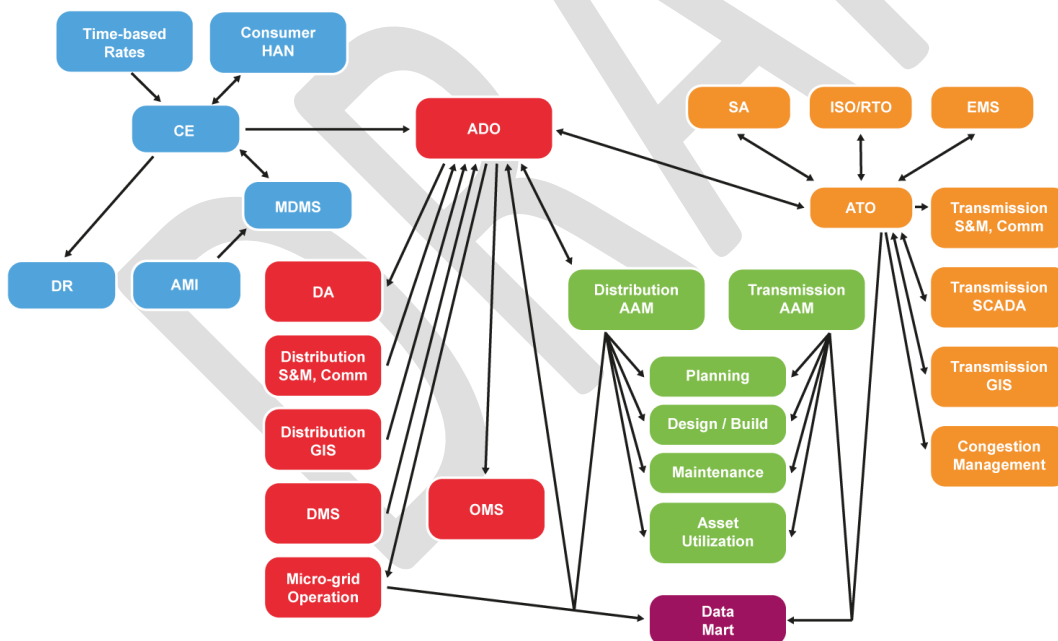 Time-based
Rates
Consumer
HAN
CE
MDMS
DR
AMI
ADO
DA
Distribution
S&M, Comm
Distribution
GIS
DMS
Micro-grid
Operation
OMS
Distribution
AAM
Transmission
AAM
Planning
Design / Build
Maintenance
Asset
Utilization
Data
Mart
SA
ISO/RTO
EMS
ATO
Transmission
S&M, Comm
Transmission
SCADA
Transmission
GIS
Congestion
Management
DRAF